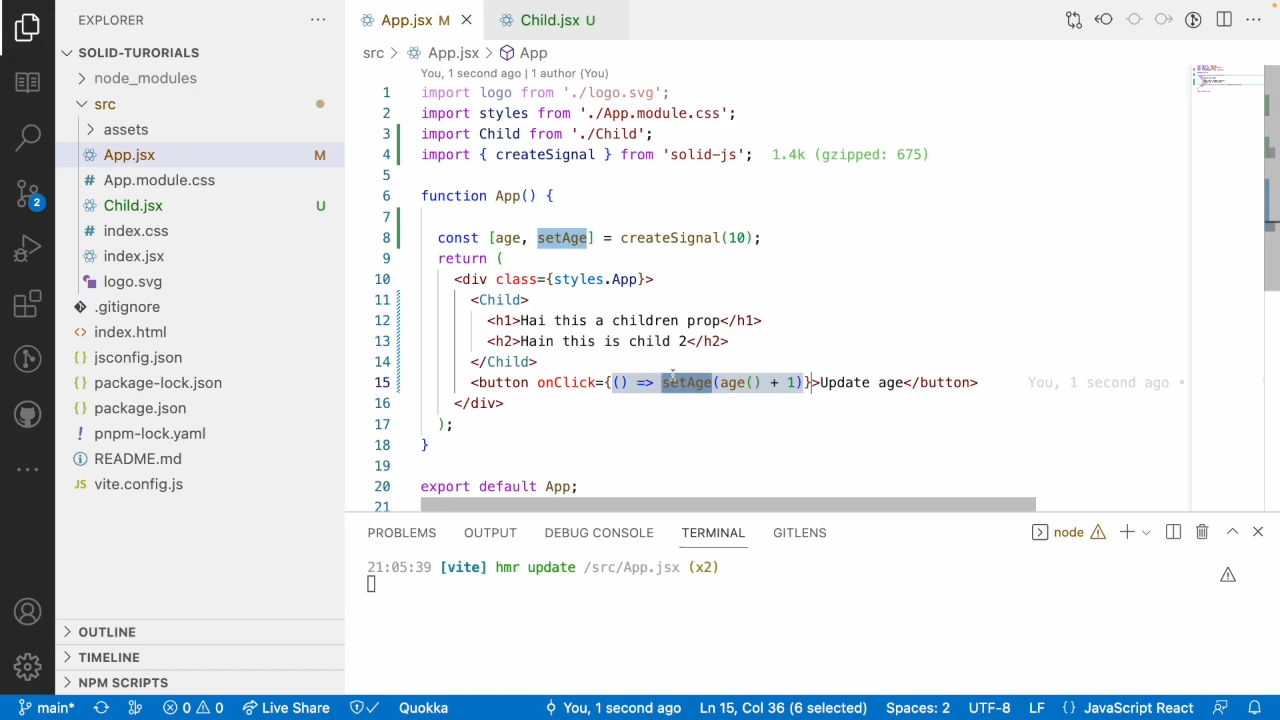 EXPLORER
SOLID-TURORIALS
node_modules
src
assets
App.jsx M
App.module.css
Child.jsx U
index.css
index.jsx
logo.svg
.gitignore
index.html
jsconfig.json
package-lock.json
package.json
pnpm-lock.yaml
README.md
vite.config.js
OUTLINE
TIMELINE
NPM SCRIPTS
2
App.jsx M Child.jsx U
src > App.jsx > App
You, 1 second ago | 1 author (You)
1 import logo from './logo.svg';
2 import styles from './App.module.css';
3 import Child from './Child';
4 import { createSignal } from 'solid-js'; 1.4k (gzipped: 675)
5
6 function App() {
7
8 const [age, setAge] = createSignal(10);
9 return (
10 <div class={styles.App}>
11 <Child>
12 <h1>Hai this a children prop</h1>
13 <h2>Hain this is child 2</h2>
14 </Child>
15 <button onClick={() => setAge(age() + 1)}>Update age</button> You, 1 second ago •
16 </div>
17 );
18 }
19
20 export default App;
21
PROBLEMS OUTPUT DEBUG CONSOLE TERMINAL GITLENS
node
21:05:39 [vite] hmr update /src/App.jsx (x2)
main* 0 0 Live Share Quokka You, 1 second ago Ln 15, Col 36 (6 selected) Spaces: 2 UTF-8 LF {} JavaScript React